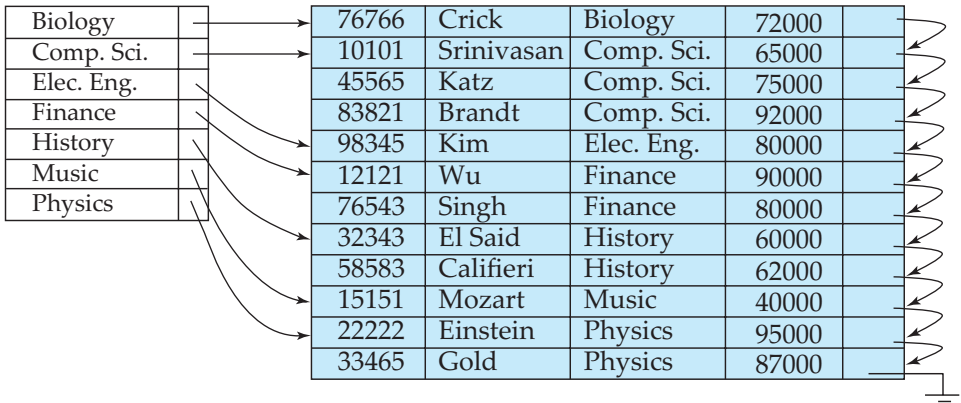 Biology
Comp. Sci.
Elec. Eng.
Finance
History
Music
Physics
76766 Crick Biology 72000
10101 Srinivasan Comp. Sci. 65000
45565 Katz Comp. Sci. 75000
83821 Brandt Comp. Sci. 92000
98345 Kim Elec. Eng. 80000
12121 Wu Finance 90000
76543 Singh Finance 80000
32343 El Said History 60000
58583 Califieri History 62000
15151 Mozart Music 40000
22222 Einstein Physics 95000
33465 Gold Physics 87000